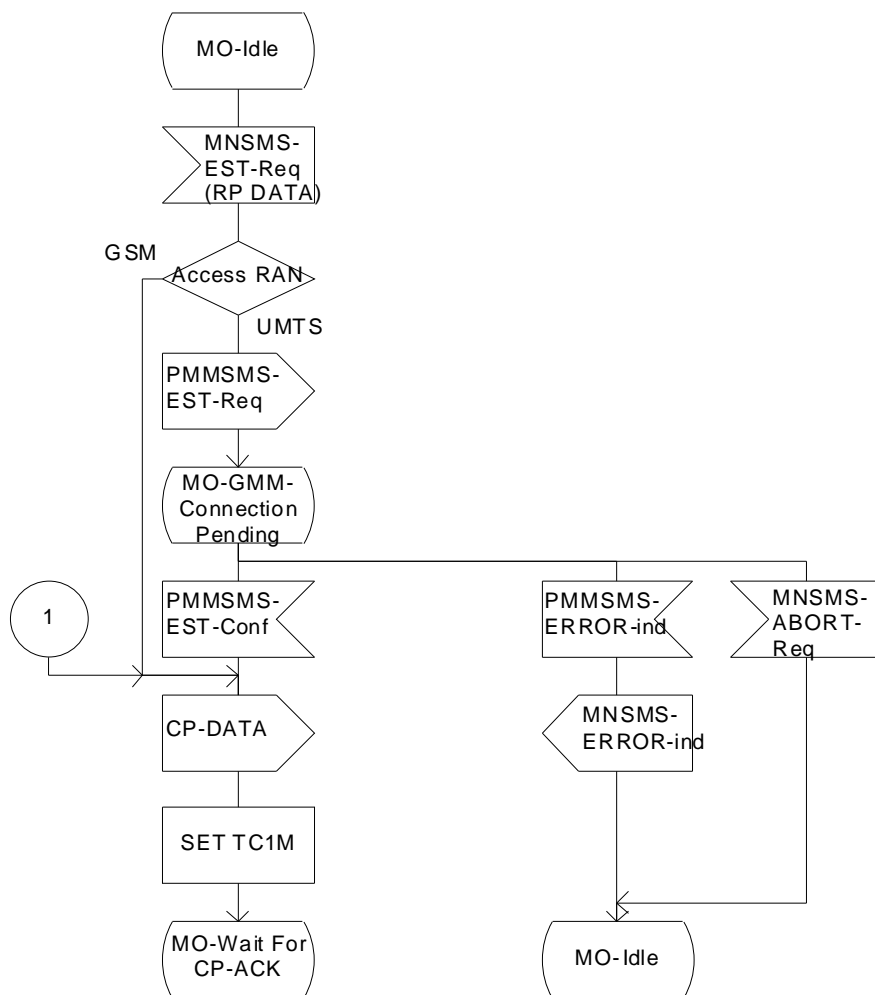 MO-Idle
MNSMS-
EST-Req
(RP DATA)
GSM
Access RAN
UMTS
PMMSMS-
EST-Req
MO-GMM-
Connection
Pending
1
PMMSMS-
EST-Conf
PMMSMS-
ERROR-ind
MNSMS-
ABORT-
Req
CP-DATA
MNSMS-
ERROR-ind
SET TC1M
MO-Wait For
CP-ACK
MO-Idle